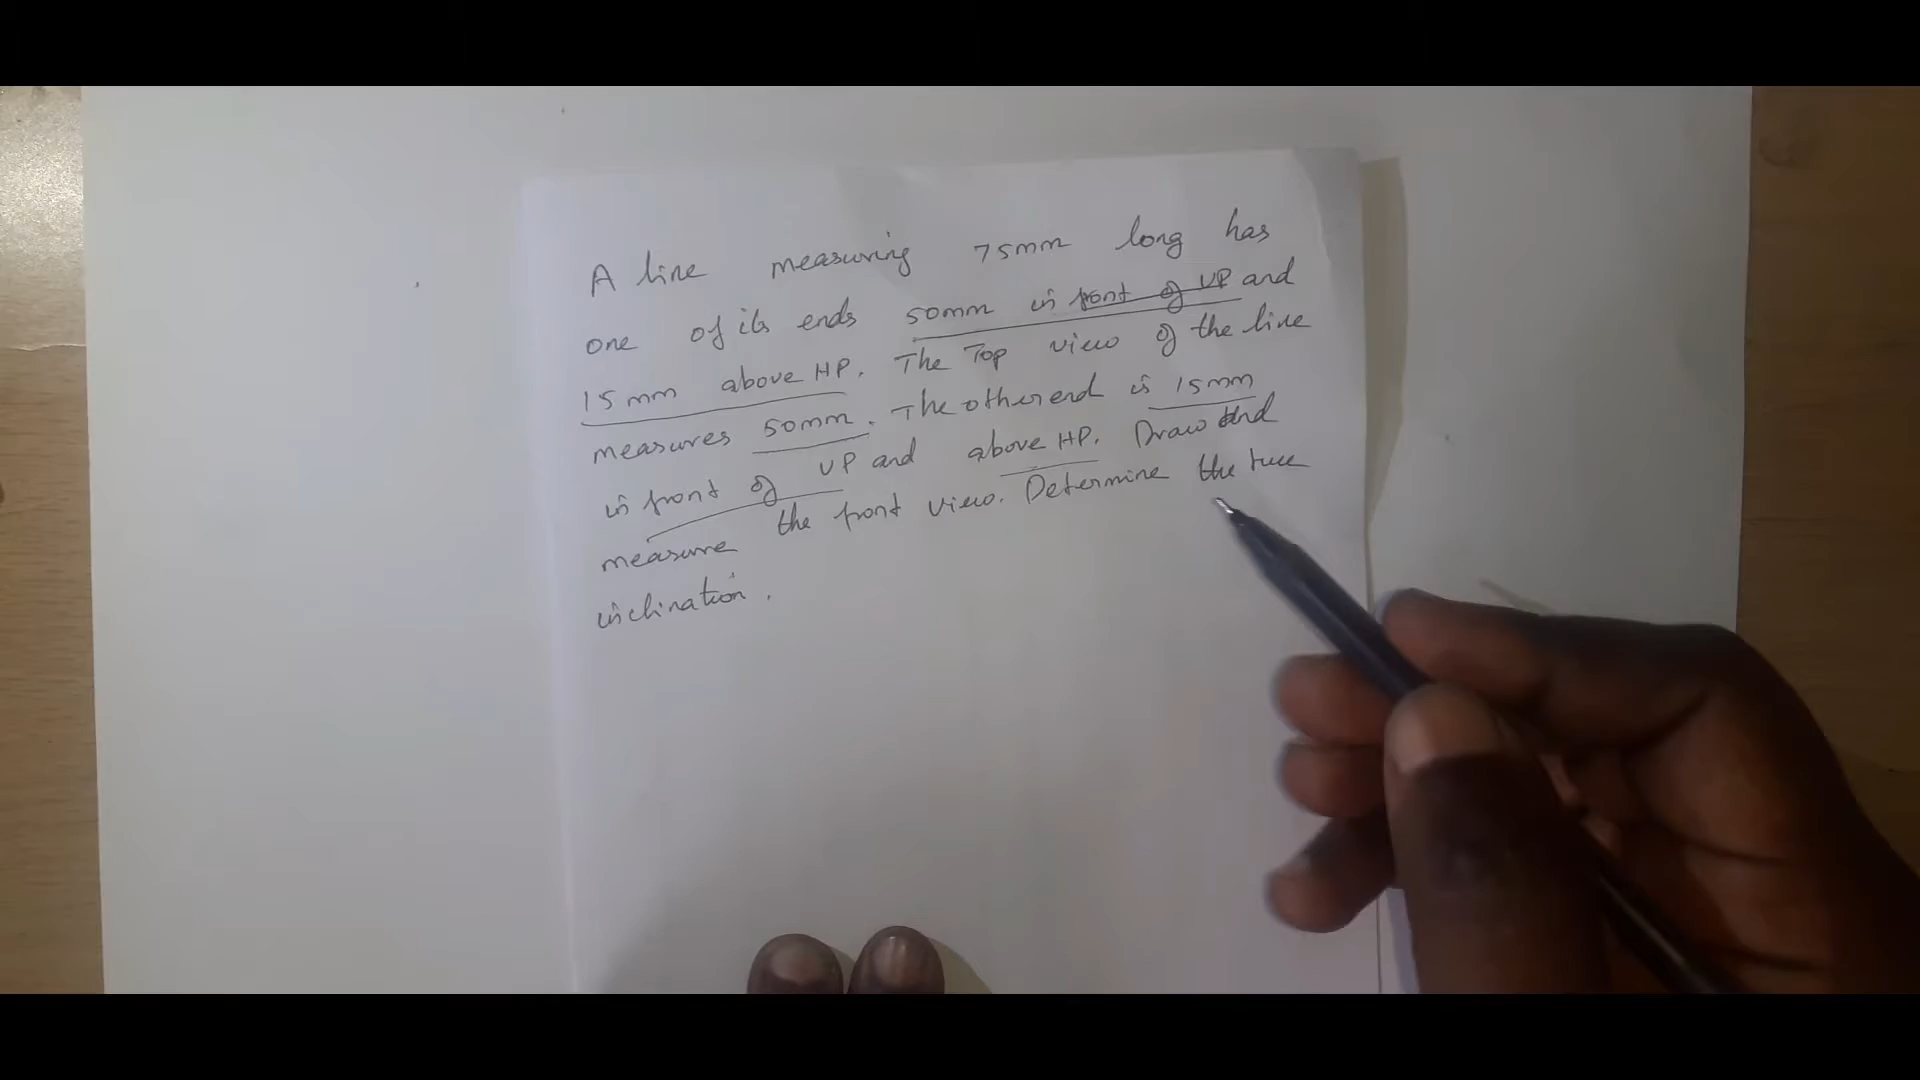 A line measuring 75mm long has
one of its ends 50mm in front of VP and
15mm above HP. The Top view of the line
measures 50mm. The other end is 15mm
in front of VP and above HP. Draw and
measure the front view. Determine the true
inclination.